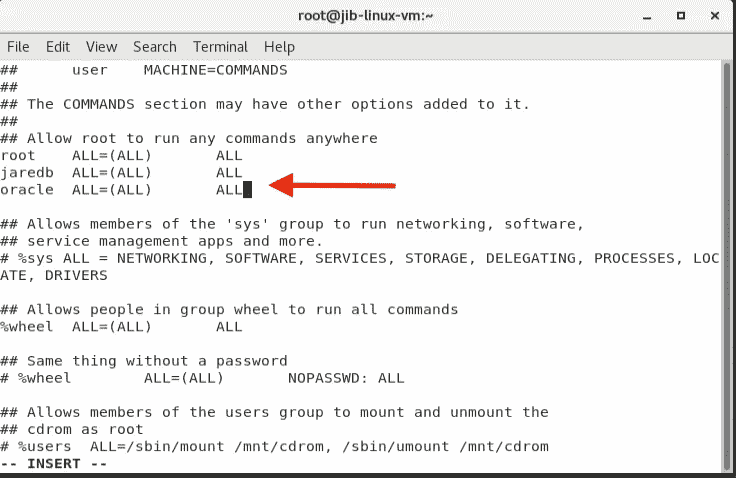 root@jib-linux-vm:~
File Edit View Search Terminal Help
##      user    MACHINE=COMMANDS
##
## The COMMANDS section may have other options added to it.
##
## Allow root to run any commands anywhere
root    ALL=(ALL)       ALL
jaredb  ALL=(ALL)       ALL
oracle  ALL=(ALL)       ALL
## Allows members of the 'sys' group to run networking, software,
## service management apps and more.
# %sys ALL = NETWORKING, SOFTWARE, SERVICES, STORAGE, DELEGATING, PROCESSES, LOC
ATE, DRIVERS
## Allows people in group wheel to run all commands
%wheel  ALL=(ALL)       ALL
## Same thing without a password
# %wheel        ALL=(ALL)       NOPASSWD: ALL
## Allows members of the users group to mount and unmount the
## cdrom as root
# %users  ALL=/sbin/mount /mnt/cdrom, /sbin/umount /mnt/cdrom
-- INSERT --